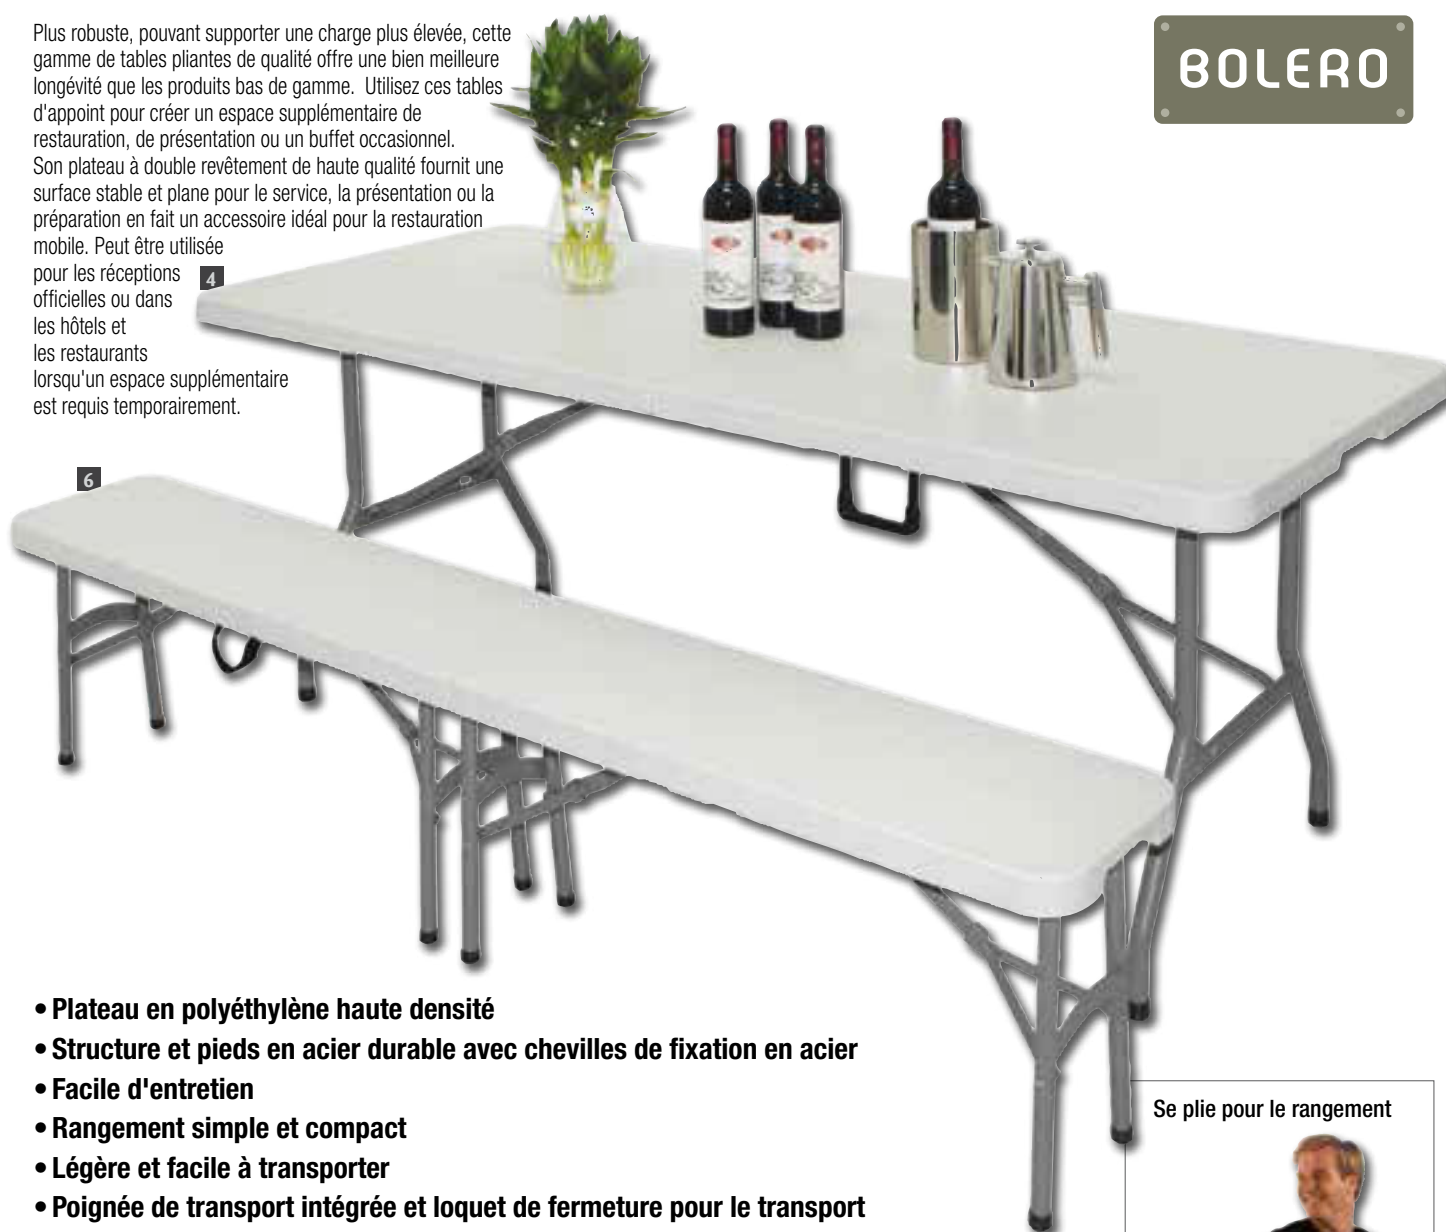 Plus robuste, pouvant supporter une charge plus élevée, cette
gamme de tables pliantes de qualité offre une bien meilleure
longévité que les produits bas de gamme.  Utilisez ces tables
d'appoint pour créer un espace supplémentaire de
restauration, de présentation ou un buffet occasionnel.
Son plateau à double revêtement de haute qualité fournit une
surface stable et plane pour le service, la présentation ou la
préparation en fait un accessoire idéal pour la restauration
mobile. Peut être utilisée
pour les réceptions
officielles ou dans
les hôtels et
les restaurants
lorsqu'un espace supplémentaire
est requis temporairement.
BOLERO
4
6
• Plateau en polyéthylène haute densité
• Structure et pieds en acier durable avec chevilles de fixation en acier
• Facile d'entretien
• Rangement simple et compact
• Légère et facile à transporter
• Poignée de transport intégrée et loquet de fermeture pour le transport
Se plie pour le rangement